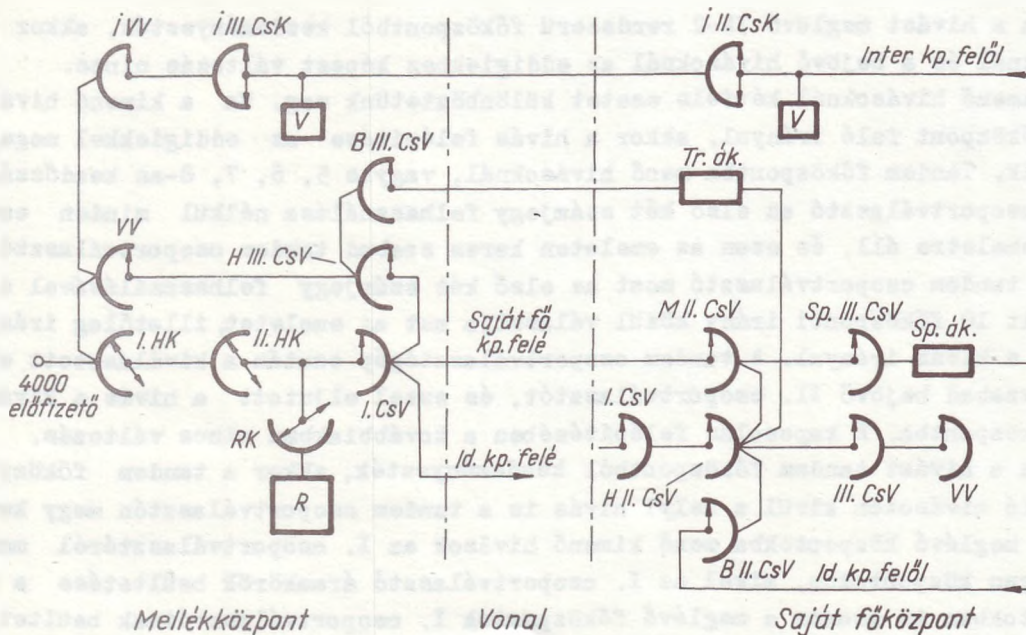 i VV
i III. CsK
i II. CsK
Inter kp. felől
V
V
B III. CsV
Tr. ák.
VV
H III. CsV
M II. CsV
Sp. III. CsV
Saját fő
kp. felé
Sp. ák.
I. HK
II. HK
I. CsV
I. CsV
4000
előfizető
RK
Id. kp. felé
R
H II. CsV
III. CsV
VV
B II. CsV
Id. kp. felől
Mellékközpont
Vonal
Saját főközpont